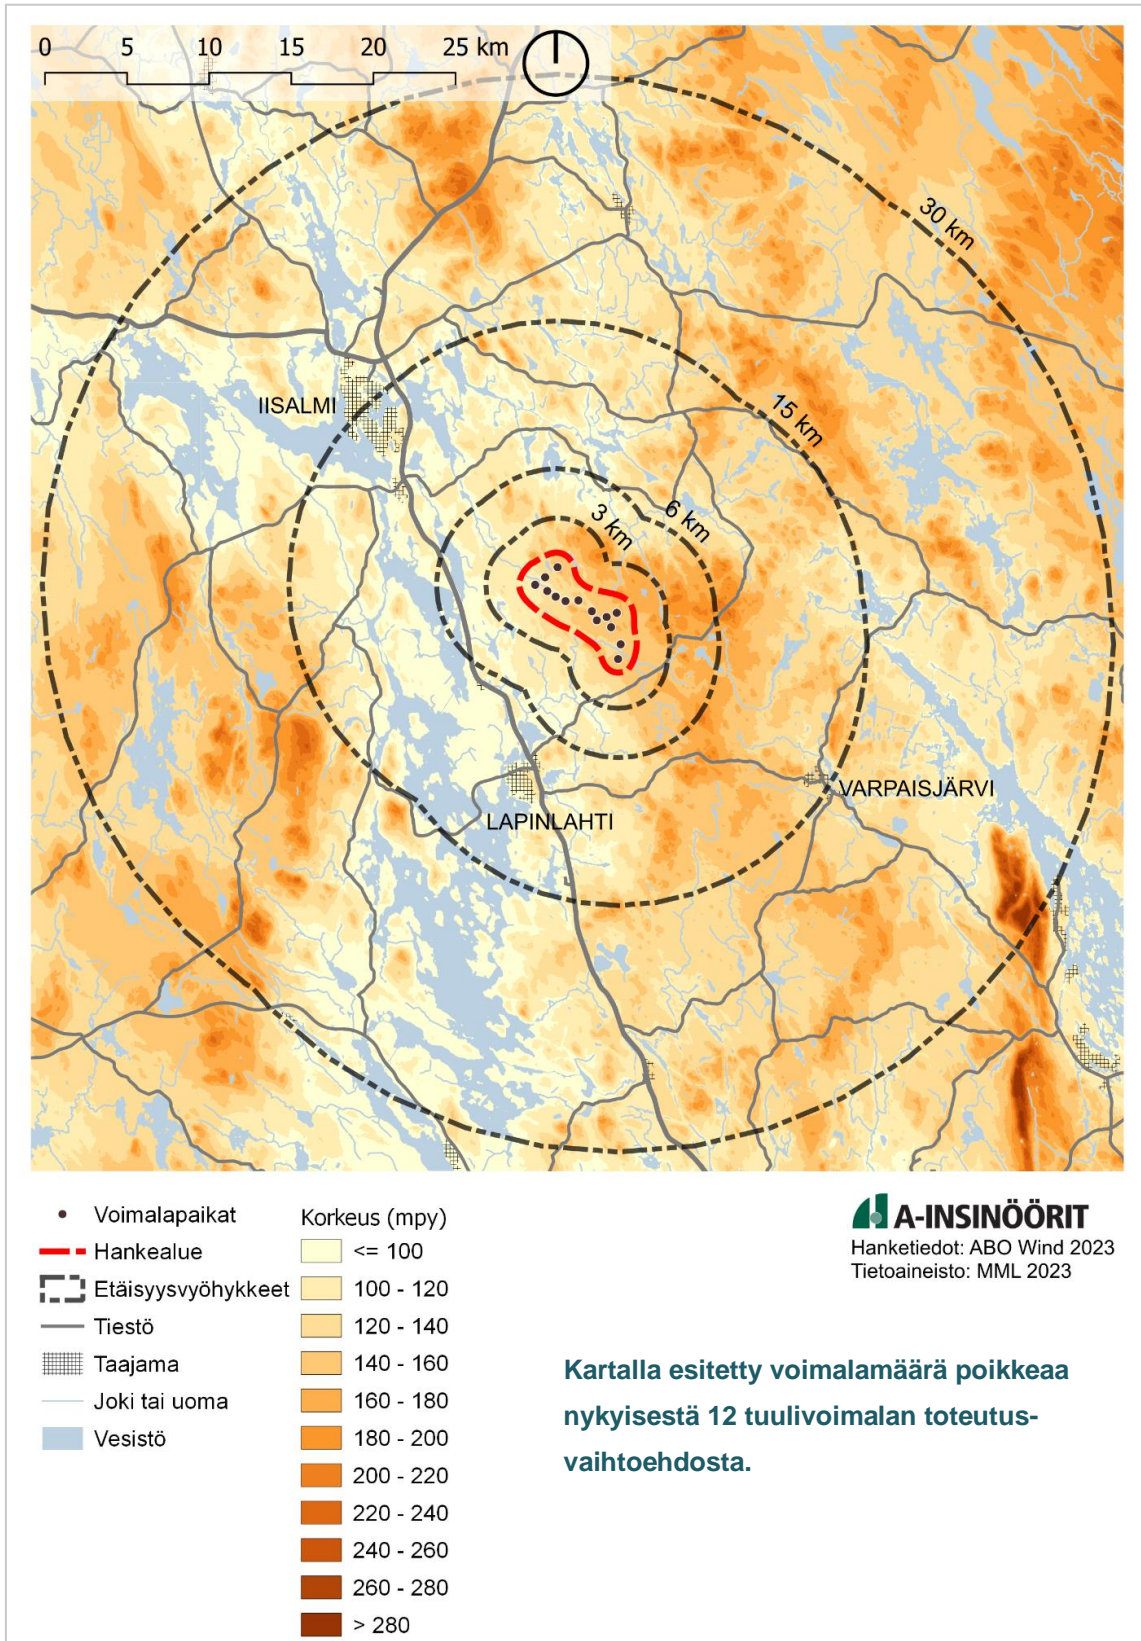 0 5 10 15 20 25 km
30 km
15 km
IISALMI
6 km
3 km
VARPAISJÄRVI
LAPINLAHTI
Voimalapaikat
Hankealue
Etäisyysvyöhykkeet
Tiestö
Taajama
Joki tai uoma
Vesistö
Korkeus (mpy)
<= 100
100 - 120
120 - 140
140 - 160
160 - 180
180 - 200
200 - 220
220 - 240
240 - 260
260 - 280
> 280
A-INSINÖÖRIT
Hanketiedot: ABO Wind 2023
Tietoaineisto: MML 2023
Kartalla esitetty voimalamäärä poikkeaa
nykyisestä 12 tuulivoimalan toteutus-
vaihtoehdosta.